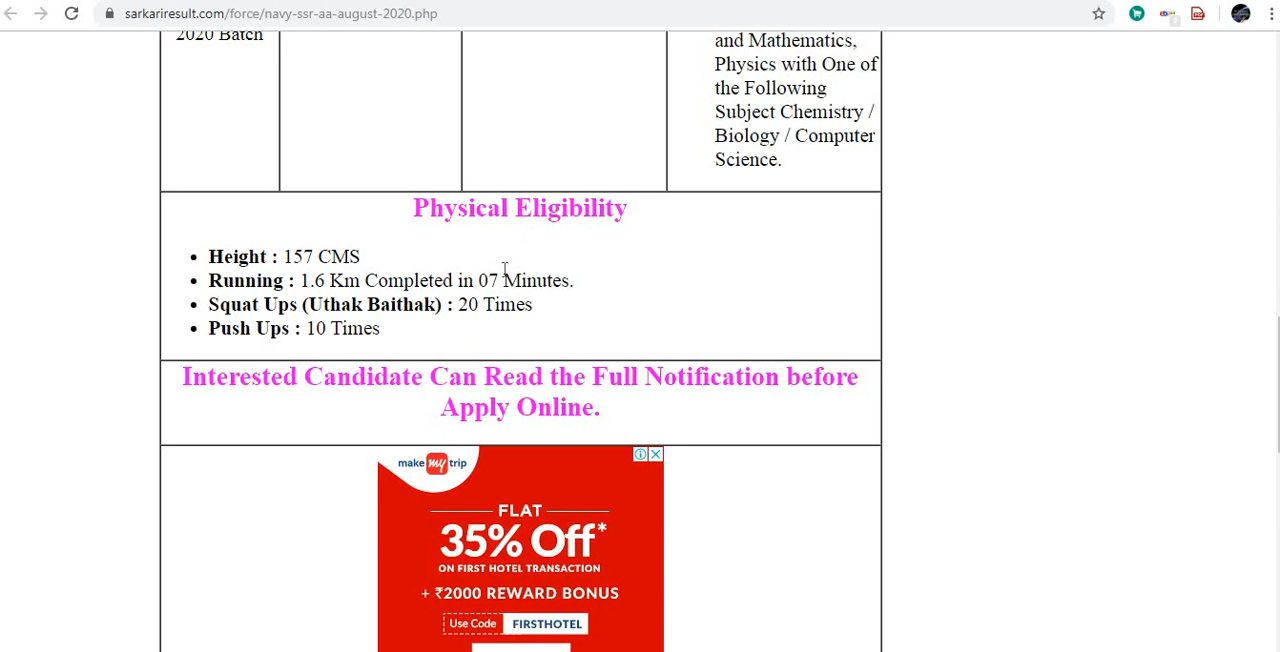 sarkariresult.com/force/navy-ssr-aa-august-2020.php
2020 Batch
and Mathematics,
Physics with One of
the Following
Subject Chemistry /
Biology / Computer
Science.
Physical Eligibility
• Height : 157 CMS
• Running : 1.6 Km Completed in 07 Minutes.
• Squat Ups (Uthak Baithak) : 20 Times
• Push Ups : 10 Times
Interested Candidate Can Read the Full Notification before
Apply Online.
make my trip
FLAT
35% Off*
ON FIRST HOTEL TRANSACTION
+ ₹2000 REWARD BONUS
Use Code FIRSTHOTEL